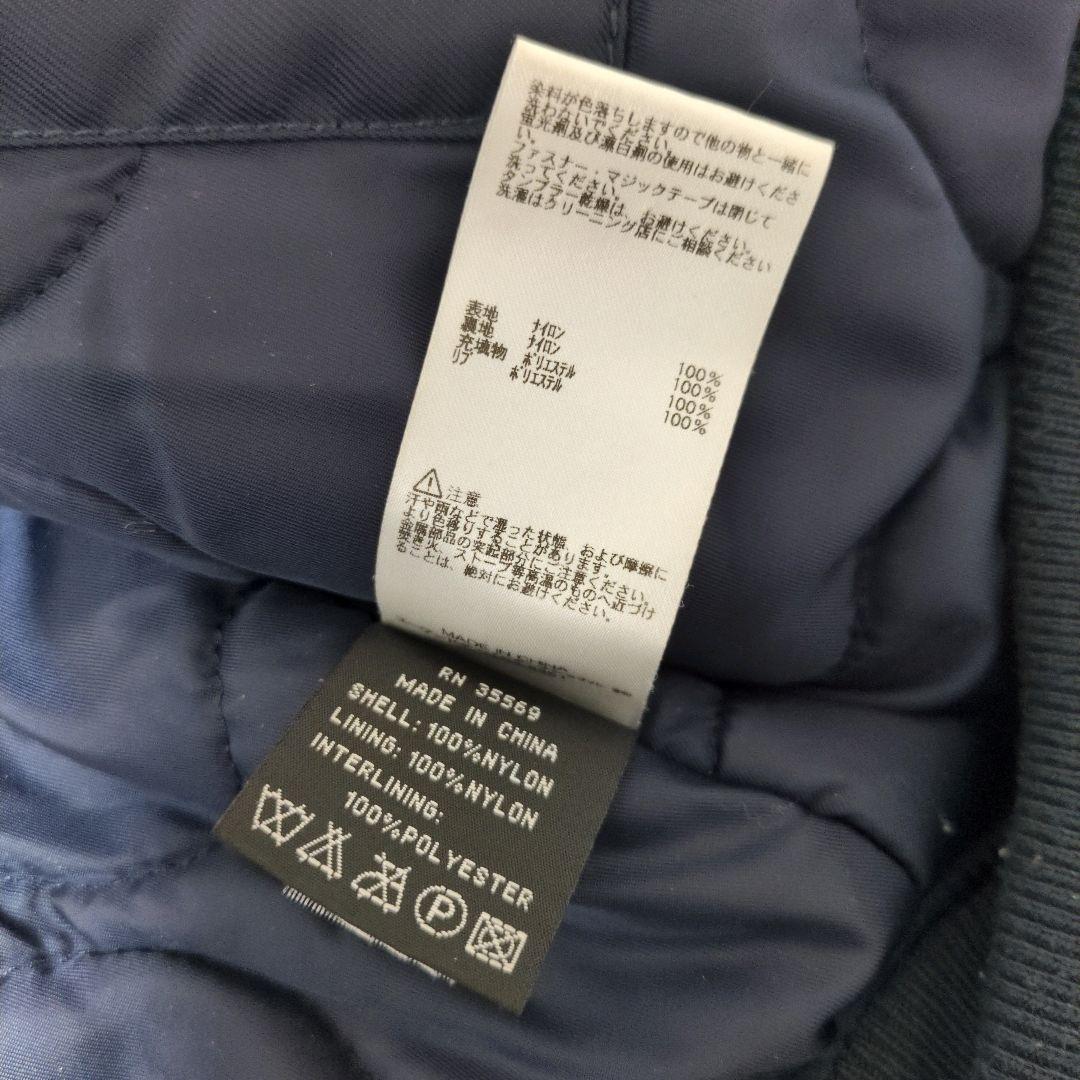 染料が色落ちしますので他の物と一緒に
洗わないでください。
蛍光剤及び漂白剤の使用はお避けくださ
い。
ファスナー・マジックテープは閉じて
洗ってください。
タンブラー乾燥は、お避けください。
洗濯はクリーニング店にご相談ください
表地 ナイロン 100%
裏地 ナイロン 100%
充填物 ポリエステル 100%
リブ ポリエステル 100%
注意
汗や雨などで湿った状態、および摩擦に
より色移りすることがあります。
金属部品の突起部分にご注意ください。
焚き火、ストーブ等高温のものへ近づけ
ることは、絶対にお避けください。
MADE IN CHINA
RN 35569
MADE IN CHINA
SHELL: 100%NYLON
LINING: 100%NYLON
INTERLINING:
100%POLYESTER
P